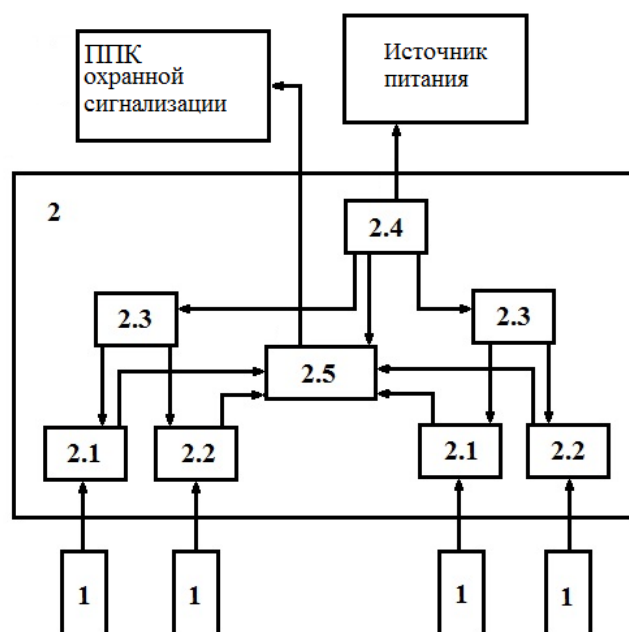 ППК
охранной
сигнализации
Источник
питания
2
2.4
2.3
2.3
2.5
2.1
2.2
2.1
2.2
1
1
1
1